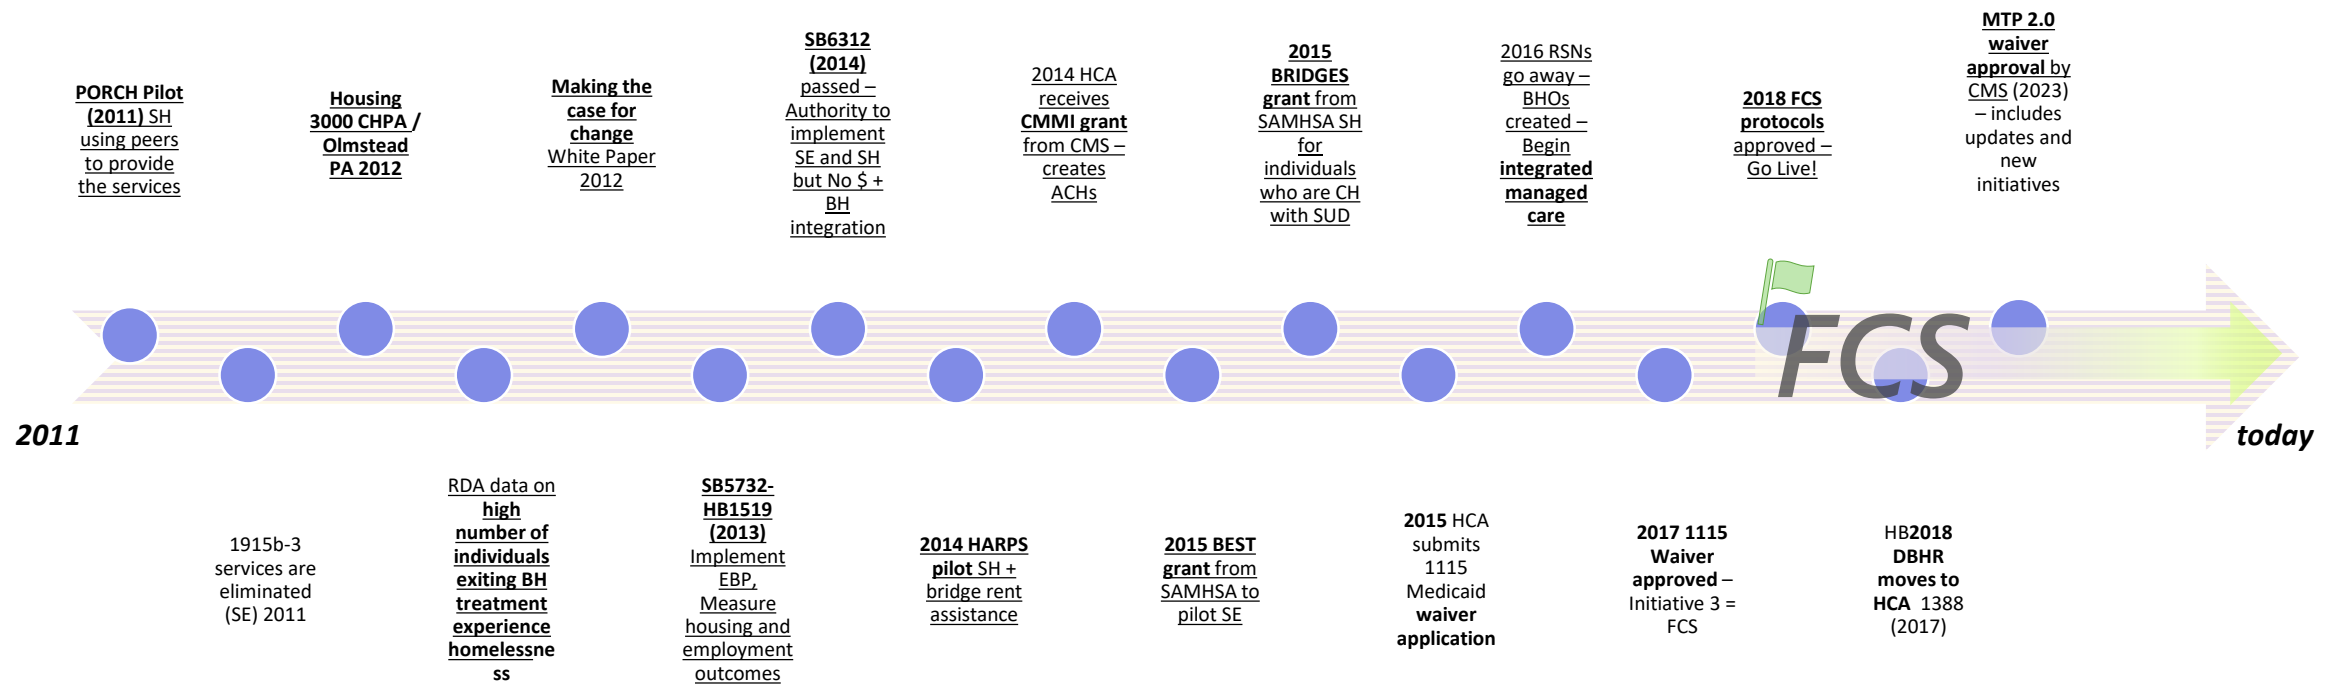 PORCH Pilot
(2011) SH
using peers
to provide
the services
Housing
3000 CHPA /
Olmstead
PA 2012
Making the
case for
change
White Paper
2012
SB6312
(2014)
passed –
Authority to
implement
SE and SH
but No $ +
BH
integration
2014 HCA
receives
CMMI grant
from CMS –
creates
ACHs
2015
BRIDGES
grant from
SAMHSA SH
for
individuals
who are CH
with SUD
2016 RSNs
go away –
BHOs
created –
Begin
integrated
managed
care
2018 FCS
protocols
approved –
Go Live!
MTP 2.0
waiver
approval by
CMS (2023)
– includes
updates and
new
initiatives
FCS
2011
today
1915b-3
services are
eliminated
(SE) 2011
RDA data on
high
number of
individuals
exiting BH
treatment
experience
homelessne
ss
SB5732-
HB1519
(2013)
Implement
EBP,
Measure
housing and
employment
outcomes
2014 HARPS
pilot SH +
bridge rent
assistance
2015 BEST
grant from
SAMHSA to
pilot SE
2015 HCA
submits
1115
Medicaid
waiver
application
2017 1115
Waiver
approved –
Initiative 3 =
FCS
HB2018
DBHR
moves to
HCA 1388
(2017)